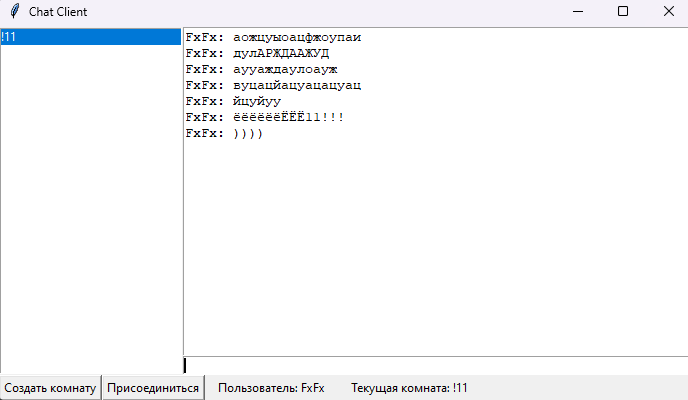 Chat Client
!11
FxFx: аожцуыоацфжоупаи
FxFx: дулАРЖДААЖУД
FxFx: аууаждаулоауж
FxFx: вуцацйацуацацуац
FxFx: йцуйуу
FxFx: ёёёёёёЁЁЁ11!!!
FxFx: ))))
Создать комнату Присоединиться Пользователь: FxFx Текущая комната: !11